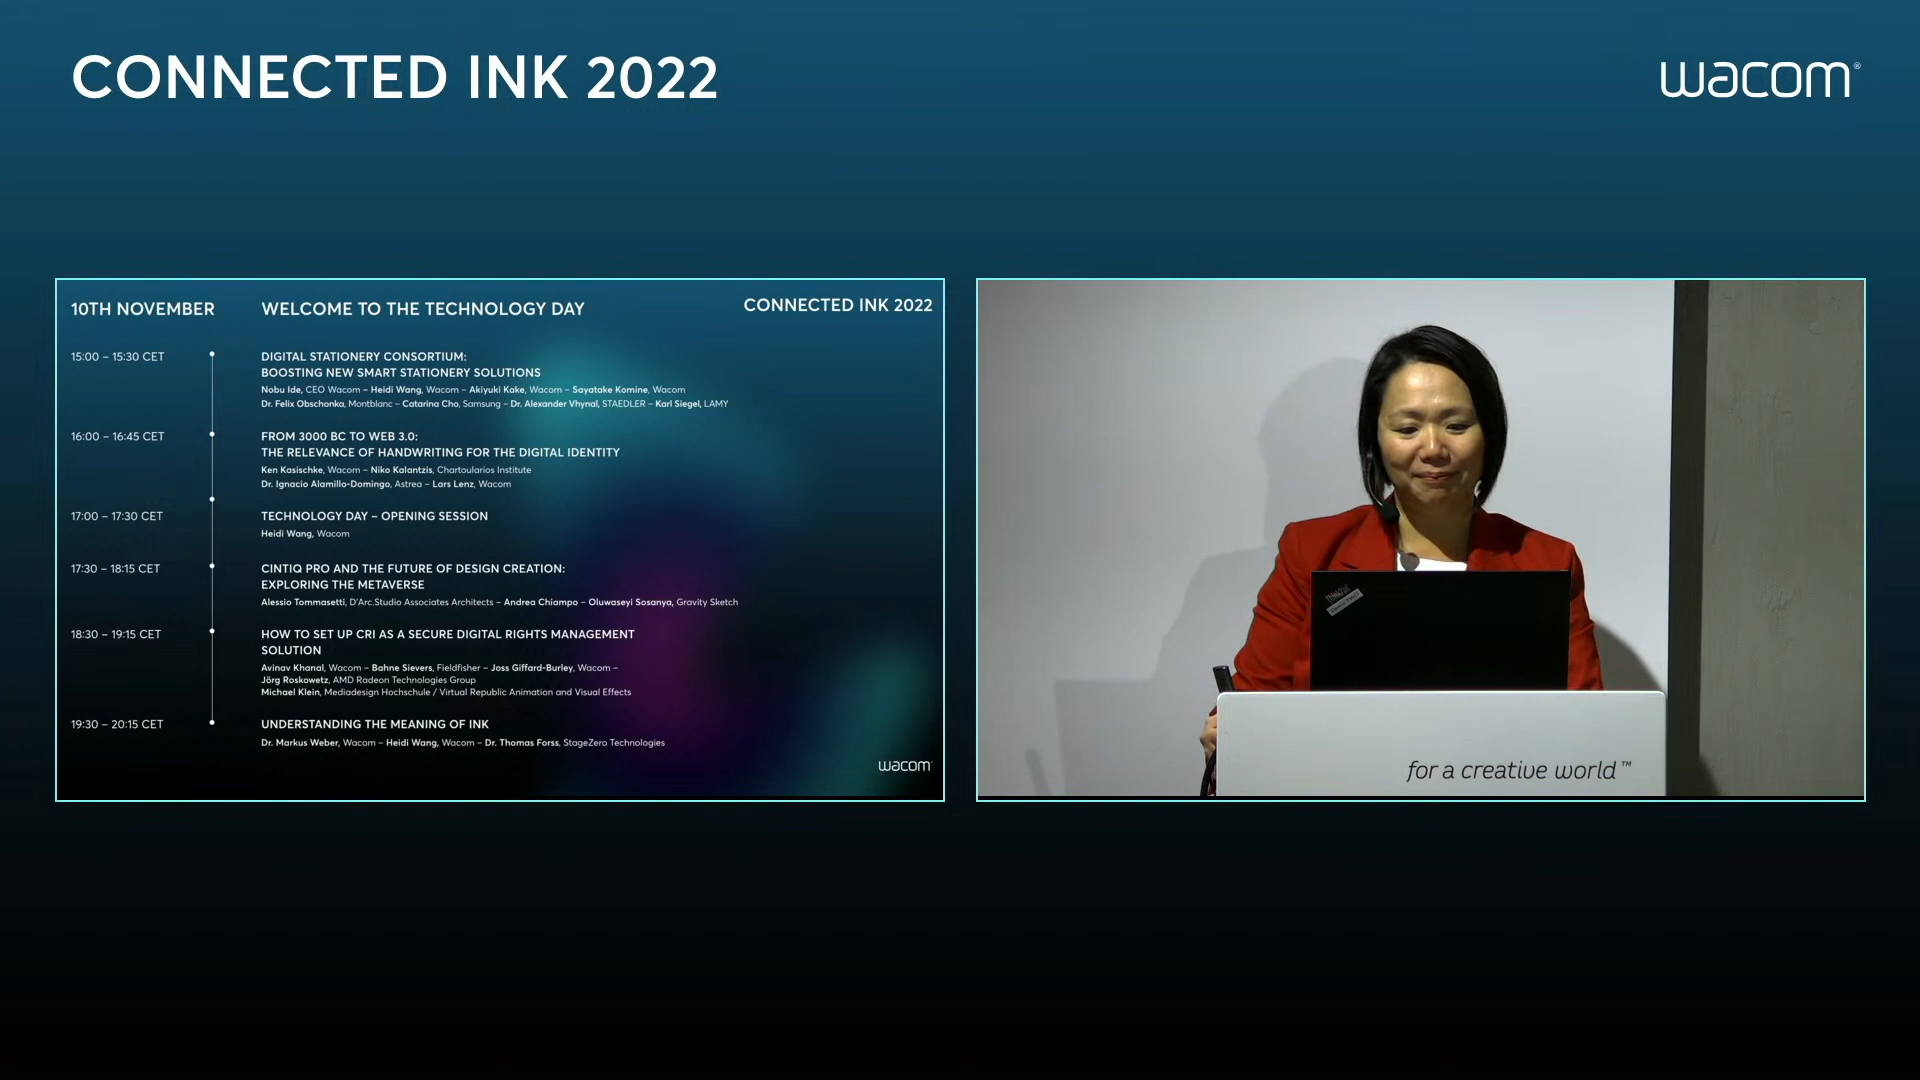 CONNECTED INK 2022
wacom®
10TH NOVEMBER
WELCOME TO THE TECHNOLOGY DAY
CONNECTED INK 2022
15:00 – 15:30 CET
DIGITAL STATIONERY CONSORTIUM:
BOOSTING NEW SMART STATIONERY SOLUTIONS
Nobu Ide, CEO Wacom – Heidi Wang, Wacom – Akiyuki Kake, Wacom – Sayatake Komine, Wacom
Dr. Felix Obschonka, Montblanc – Catarina Cho, Samsung – Dr. Alexander Vhynal, STAEDLER – Karl Siegel, LAMY
16:00 – 16:45 CET
FROM 3000 BC TO WEB 3.0:
THE RELEVANCE OF HANDWRITING FOR THE DIGITAL IDENTITY
Ken Kasischke, Wacom – Niko Kalantzis, Chartoularios Institute
Dr. Ignacio Alamillo-Domingo, Astrea – Lars Lenz, Wacom
17:00 – 17:30 CET
TECHNOLOGY DAY – OPENING SESSION
Heidi Wang, Wacom
17:30 – 18:15 CET
CINTIQ PRO AND THE FUTURE OF DESIGN CREATION:
EXPLORING THE METAVERSE
Alessio Tommasetti, D'Arc.Studio Associates Architects – Andrea Chiampo – Oluwaseyi Sosanya, Gravity Sketch
18:30 – 19:15 CET
HOW TO SET UP CRI AS A SECURE DIGITAL RIGHTS MANAGEMENT
SOLUTION
Avinav Khanal, Wacom – Bahne Sievers, Fieldfisher – Joss Giffard-Burley, Wacom –
Jörg Roskowetz, AMD Radeon Technologies Group
Michael Klein, Mediadesign Hochschule / Virtual Republic Animation and Visual Effects
19:30 – 20:15 CET
UNDERSTANDING THE MEANING OF INK
Dr. Markus Weber, Wacom – Heidi Wang, Wacom – Dr. Thomas Forss, StageZero Technologies
wacom
ThinkPad
for a creative world™